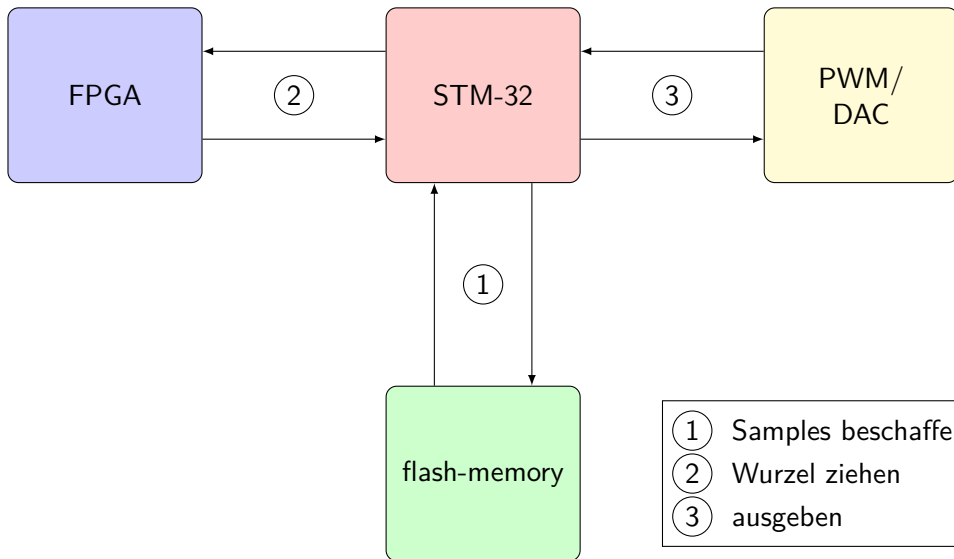 FPGA
2
STM-32
3
PWM/
DAC
1
flash-memory
1 Samples beschaffe
2 Wurzel ziehen
3 ausgeben